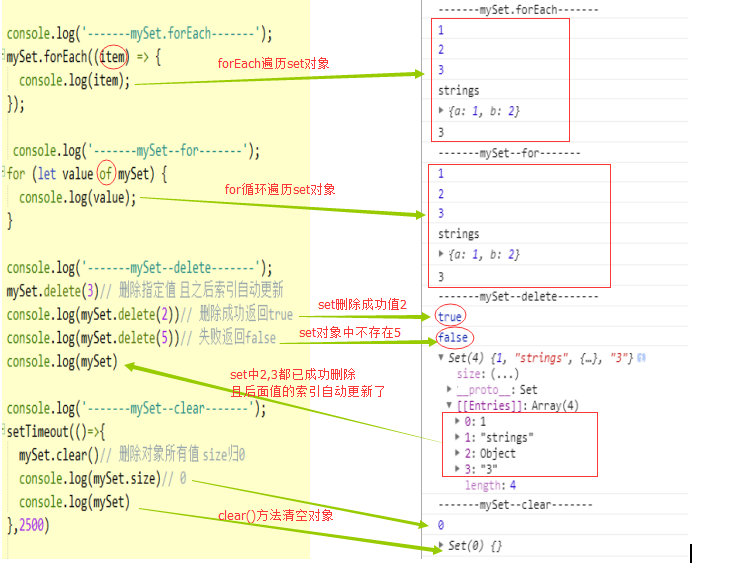 console.log('-------mySet.forEach-------');
mySet.forEach((item) => {
  console.log(item);
});
forEach遍历set对象
console.log('-------mySet--for-------');
for (let value of mySet) {
  console.log(value);
}
for循环遍历set对象
console.log('-------mySet--delete-------');
mySet.delete(3)// 删除指定值 且之后索引自动更新
console.log(mySet.delete(2))// 删除成功返回true
console.log(mySet.delete(5))// 失败返回false
console.log(mySet)
set删除成功值2
set对象中不存在5
set中2,3都已成功删除
且后面值的索引自动更新了
console.log('-------mySet--clear-------');
setTimeout(()=>{
  mySet.clear()// 删除对象所有值 size归0
  console.log(mySet.size)// 0
  console.log(mySet)
},2500)
clear()方法清空对象
-------mySet.forEach-------
1
2
3
strings
{a: 1, b: 2}
3
-------mySet--for-------
1
2
3
strings
{a: 1, b: 2}
3
-------mySet--delete-------
true
false
Set(4) {1, "strings", {…}, "3"}
size: (...)
__proto__: Set
[[Entries]]: Array(4)
0: 1
1: "strings"
2: Object
3: "3"
length: 4
-------mySet--clear-------
0
Set(0) {}